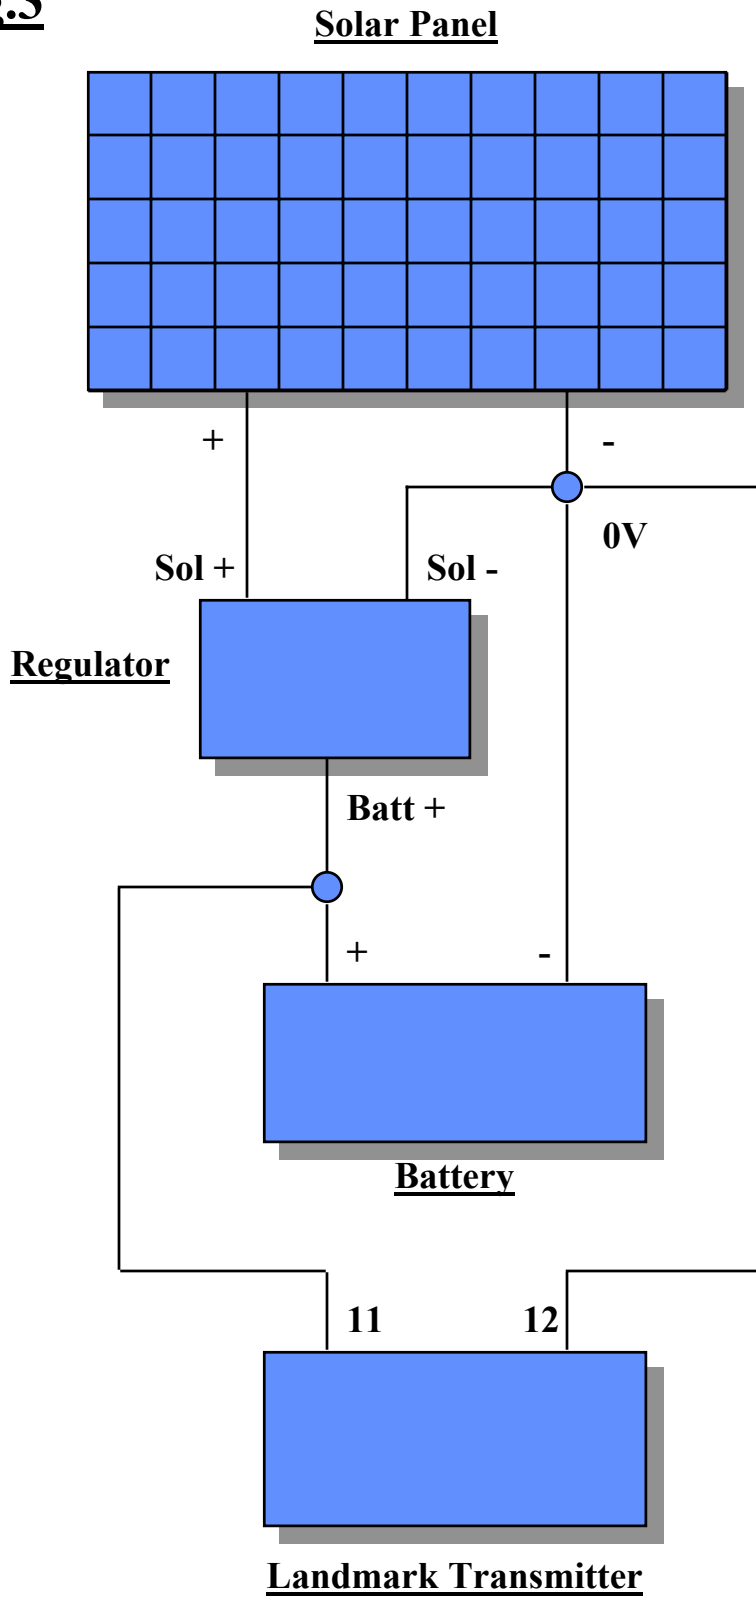 Solar Panel
+
-
0V
Sol +
Sol -
Regulator
Batt +
+
-
Battery
11
12
Landmark Transmitter